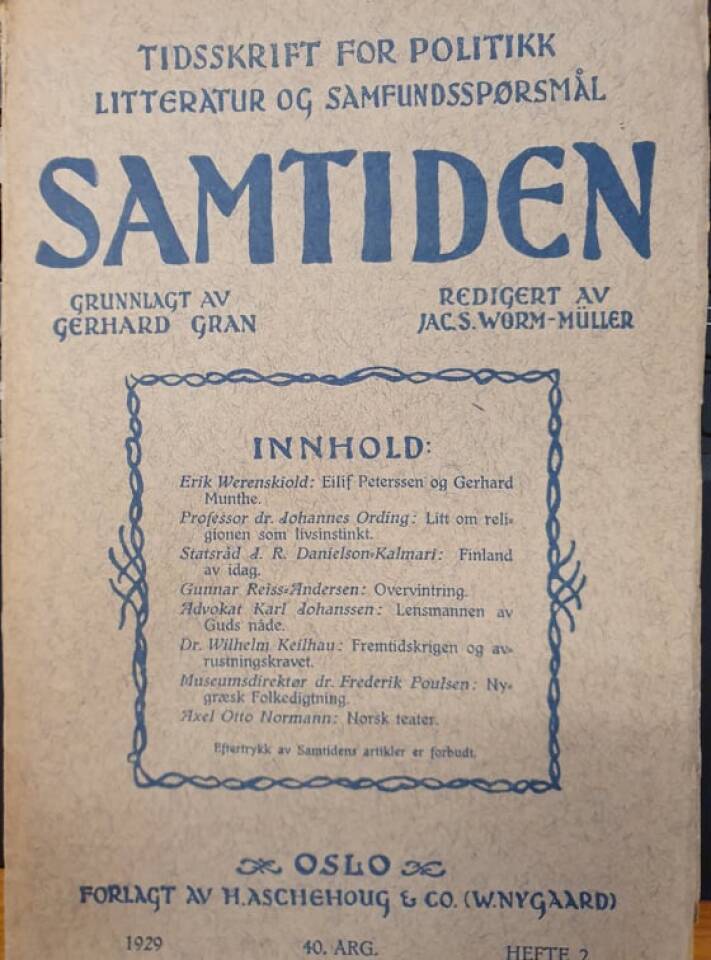 TIDSSKRIFT FOR POLITIKK
LITTERATUR OG SAMFUNDSSPØRSMÅL
SAMTIDEN
GRUNNLAGT AV
GERHARD GRAN
REDIGERT AV
JAC.S. WORM-MÜLLER
INNHOLD:
Erik Werenskiold: Eilif Peterssen og Gerhard
Munthe.
Professor dr. Johannes Ording: Litt om reli-
gionen som livsinstinkt.
Statsråd J. R. Danielson-Kalmari: Finland
av idag.
Gunnar Reiss-Andersen: Overvintring.
Advokat Karl Johanssen: Lensmannen av
Guds nåde.
Dr. Wilhelm Keilhau: Fremtidskrigen og av-
rustningskravet.
Museumsdirektør dr. Frederik Poulsen: Ny-
græsk Folkedigtning.
Axel Otto Normann: Norsk teater.
Eftertrykk av Samtidens artikler er forbudt.
OSLO
FORLAGT AV H. ASCHEHOUG & CO. (W. NYGAARD)
1929 40. ARG. HEFTE 2